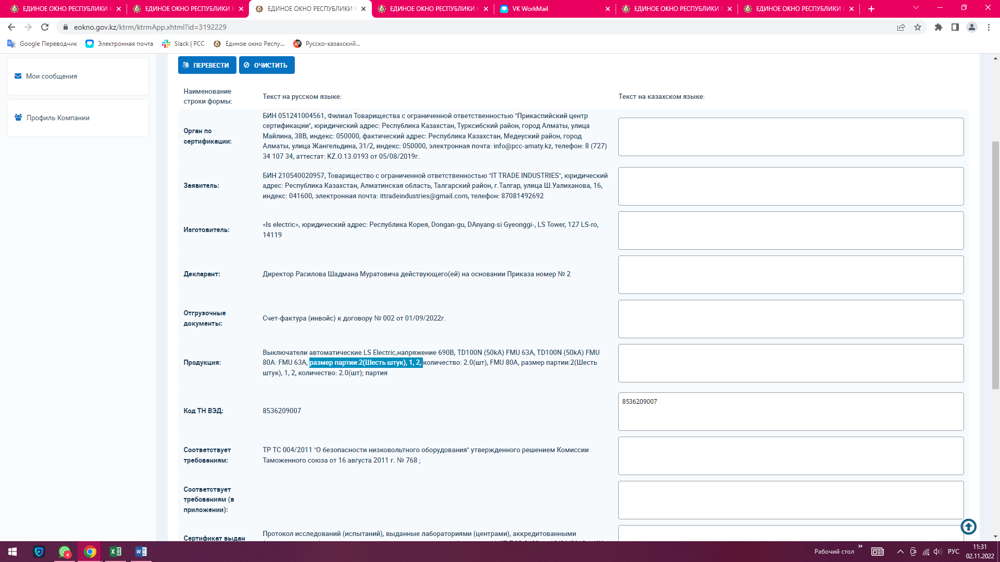 ЕДИНОЕ ОКНО РЕСПУБЛИКИ
ЕДИНОЕ ОКНО РЕСПУБЛИКИ
ЕДИНОЕ ОКНО РЕСПУБЛИКИ
ЕДИНОЕ ОКНО РЕСПУБЛИКИ
VK WorkMail
ЕДИНОЕ ОКНО РЕСПУБЛИКИ
ЕДИНОЕ ОКНО РЕСПУБЛИКИ
eokno.gov.kz/ktrm/ktrmApp.xhtml?id=3192229
Google Переводчик
Электронная почта
Slack | PCC
Единое окно Респу...
Русско-казахский...
Мои сообщения
Профиль Компании
ПЕРЕВЕСТИ
ОЧИСТИТЬ
Наименование
строки формы:
Текст на русском языке:
Текст на казахском языке:
Орган по
сертификации:
БИН 051241004561, Филиал Товарищества с ограниченной ответственностью "Прикаспийский центр
сертификации", юридический адрес: Республика Казахстан, Турксибский район, город Алматы, улица
Майлина, 38В, индекс: 050000, фактический адрес: Республика Казахстан, Медеуский район, город
Алматы, улица Жангельдина, 31/2, индекс: 050000, электронная почта: info@pcc-amaty.kz, телефон: 8 (727)
34 107 34, аттестат: KZ.O.13.0193 от 05/08/2019г.
Заявитель:
БИН 210540020957, Товарищество с ограниченной ответственностью "IT TRADE INDUSTRIES", юридический
адрес: Республика Казахстан, Алматинская область, Талгарский район, г.Талгар, улица Ш.Уалиханова, 16,
индекс: 041600, электронная почта: ittradeindustries@gmail.com, телефон: 87081492692
Изготовитель:
«ls electric», юридический адрес: Республика Корея, Dongan-gu, DAnyang-si Gyeonggi-, LS Tower, 127 LS-ro,
14119
Декларант:
Директор Расилова Шадмана Муратовича действующего(ей) на основании Приказа номер № 2
Отгрузочные
документы:
Счет-фактура (инвойс) к договору № 002 от 01/09/2022г.
Продукция:
Выключатели автоматические LS Electric,напряжение 690В, TD100N (50kA) FMU 63A, TD100N (50kA) FMU
80A: FMU 63A, размер партии:2(Шесть штук), 1, 2, количество: 2.0(шт), FMU 80A, размер партии:2(Шесть
штук), 1, 2, количество: 2.0(шт); партия
Код ТН ВЭД:
8536209007
8536209007
Соответствует
требованиям:
ТР ТС 004/2011 "О безопасности низковольтного оборудования" утвержденного решением Комиссии
Таможенного союза от 16 августа 2011 г. № 768 ;
Соответствует
требованиям (в
приложении):
Сертификат выдан
Протокол исследований (испытаний), выданные лабораториями (центрами), аккредитованными
4
Рабочий стол
РУС
11:31
02.11.2022